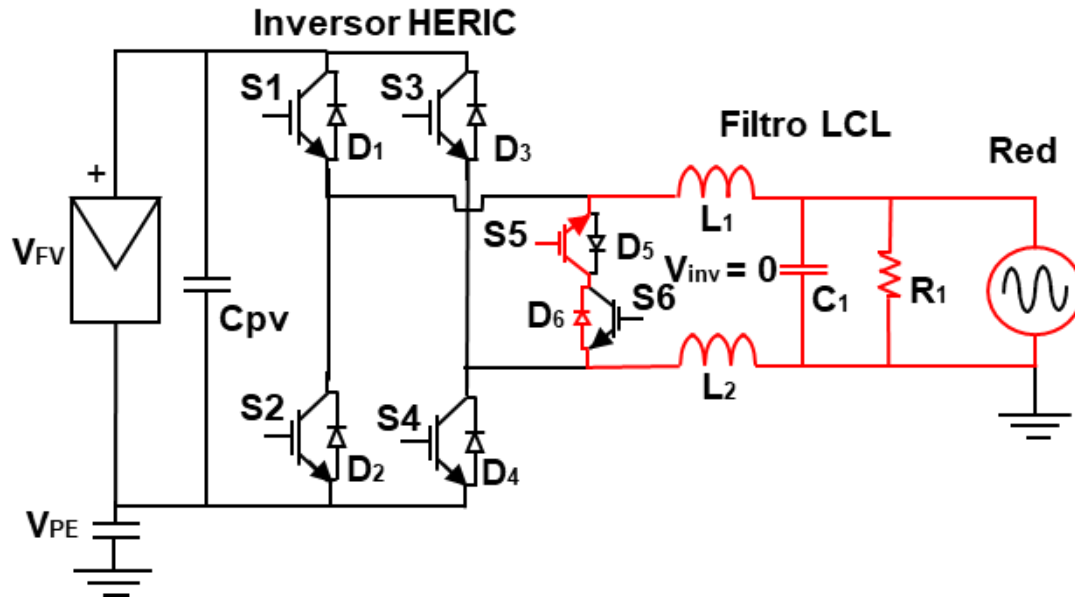 Inversor HERIC
S1
S3
D1
D3
Filtro LCL
Red
+
VFV
Cpv
S5
D5
L1
Vinv = 0
C1
R1
D6
S6
L2
S2
S4
D2
D4
VPE